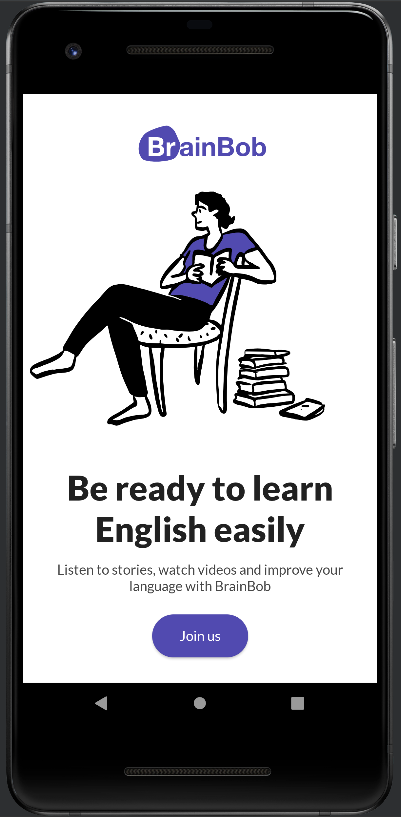 BrainBob
Be ready to learn
English easily
Listen to stories, watch videos and improve your
language with BrainBob
Join us